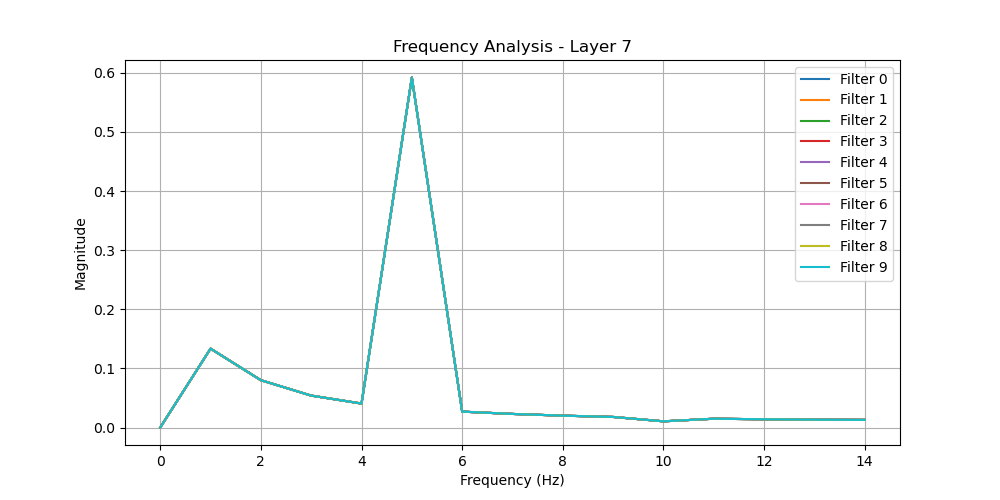 Frequency Analysis - Layer 7
Magnitude
0.6
0.5
0.4
0.3
0.2
0.1
0.0
0 2 4 6 8 10 12 14
Frequency (Hz)
Filter 0
Filter 1
Filter 2
Filter 3
Filter 4
Filter 5
Filter 6
Filter 7
Filter 8
Filter 9